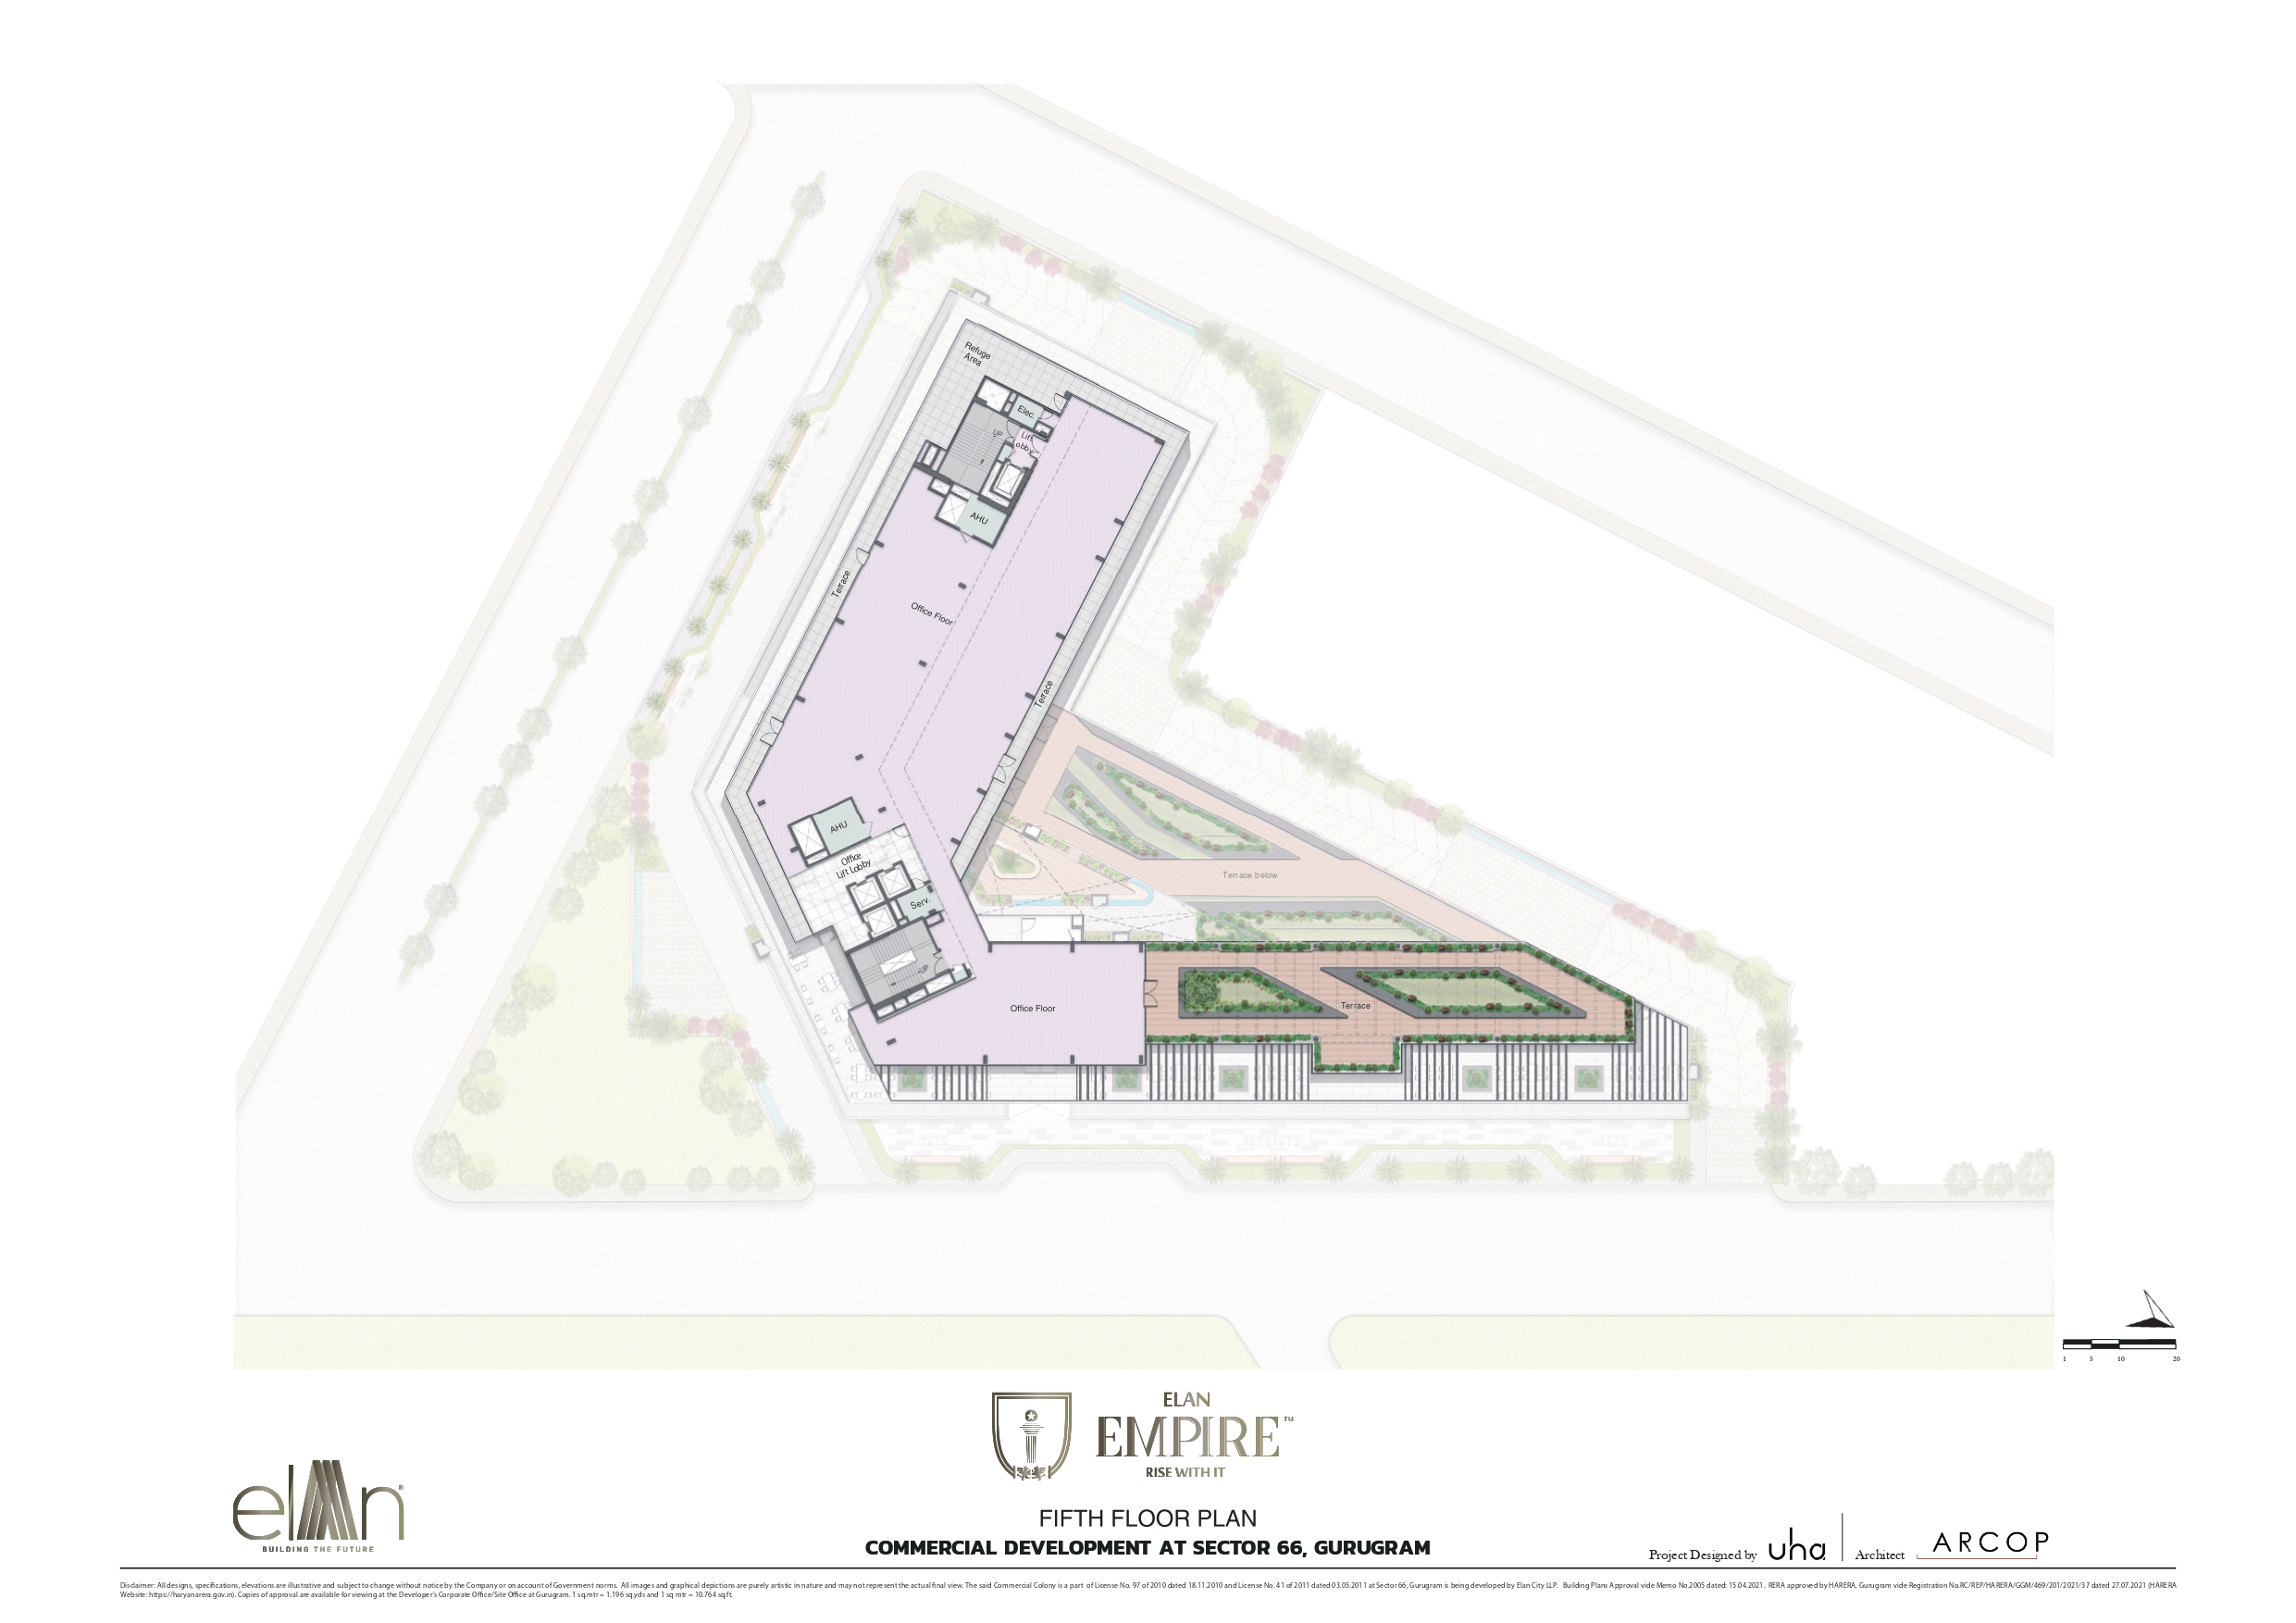 Refuge
Area
Elec.
UP
Lift
obby
AHU
Terrace
Office Floor
Terrace
AHU
Office
Lift Lobby
Serv.
UP
Terrace below
Office Floor
Terrace
1 5 10 20
ELAN
EMPIRE™
RISE WITH IT
elan®
BUILDING THE FUTURE
FIFTH FLOOR PLAN
COMMERCIAL DEVELOPMENT AT SECTOR 66, GURUGRAM
Project Designed by uha Architect ARCOP
Disclaimer: All designs, specifications, elevations are illustrative and subject to change without notice by the Company or on account of Government norms. All images and graphical depictions are purely artistic in nature and may not represent the actual final view. The said Commercial Colony is a part of License No. 97 of 2010 dated 18.11.2010 and License No. 41 of 2011 dated 03.05.2011 at Sector 66, Gurugram is being developed by Elan City LLP. Building Plans Approval vide Memo No.2005 dated: 15.04.2021. RERA approved by HARERA, Gurugram vide Registration No.RC/REP/HARERA/GGM/469/201/2021/37 dated 27.07.2021 (HARERA
Website: https://haryanarera.gov.in). Copies of approval are available for viewing at the Developer's Corporate Office/Site Office at Gurugram. 1 sq.mtr = 1.196 sq.yds and 1 sq mtr = 10.764 sq.ft.